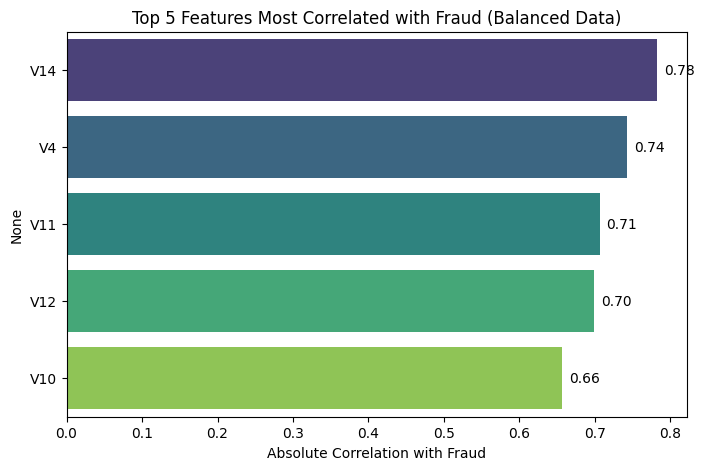 Top 5 Features Most Correlated with Fraud (Balanced Data)
None
V14
0.78
V4
0.74
V11
0.71
V12
0.70
V10
0.66
0.0 0.1 0.2 0.3 0.4 0.5 0.6 0.7 0.8
Absolute Correlation with Fraud